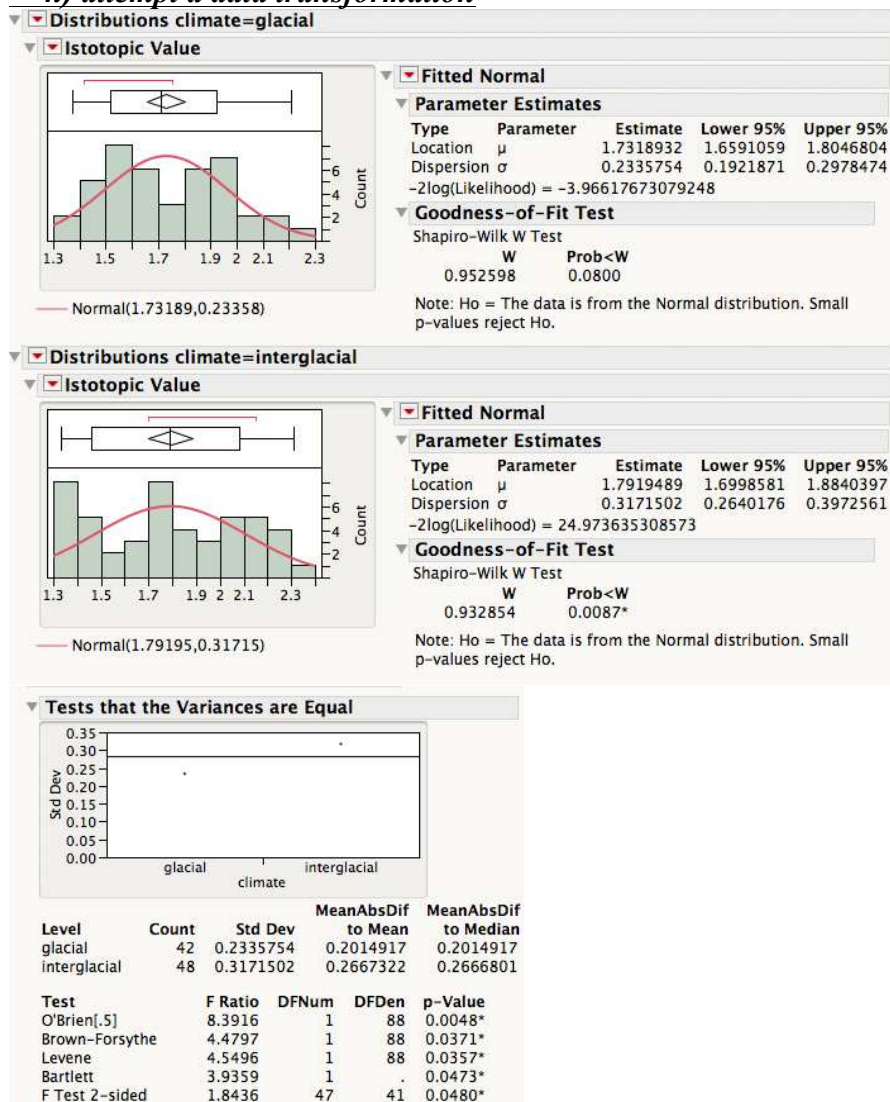 Distributions climate=glacial
Istotopic Value
1.3 1.5 1.7 1.9 2 2.1 2.3
2
4
6
Count
Normal(1.73189,0.23358)
Fitted Normal
Parameter Estimates
Type Parameter Estimate Lower 95% Upper 95%
Location μ 1.7318932 1.6591059 1.8046804
Dispersion σ 0.2335754 0.1921871 0.2978474
-2log(Likelihood) = -3.96617673079248
Goodness-of-Fit Test
Shapiro-Wilk W Test
W Prob<W
0.952598 0.0800
Note: Ho = The data is from the Normal distribution. Small
p-values reject Ho.
Distributions climate=interglacial
Istotopic Value
1.3 1.5 1.7 1.9 2 2.1 2.3
2
4
6
Count
Normal(1.79195,0.31715)
Fitted Normal
Parameter Estimates
Type Parameter Estimate Lower 95% Upper 95%
Location μ 1.7919489 1.6998581 1.8840397
Dispersion σ 0.3171502 0.2640176 0.3972561
-2log(Likelihood) = 24.973635308573
Goodness-of-Fit Test
Shapiro-Wilk W Test
W Prob<W
0.932854 0.0087*
Note: Ho = The data is from the Normal distribution. Small
p-values reject Ho.
Tests that the Variances are Equal
0.35
0.30
0.25
0.20
0.15
0.10
0.05
0.00
Std Dev
glacial interglacial
climate
MeanAbsDif MeanAbsDif
Level Count Std Dev to Mean to Median
glacial 42 0.2335754 0.2014917 0.2014917
interglacial 48 0.3171502 0.2667322 0.2666801
Test F Ratio DFNum DFDen p-Value
O'Brien[.5] 8.3916 1 88 0.0048*
Brown-Forsythe 4.4797 1 88 0.0371*
Levene 4.5496 1 88 0.0357*
Bartlett 3.9359 1 . 0.0473*
F Test 2-sided 1.8436 47 41 0.0480*